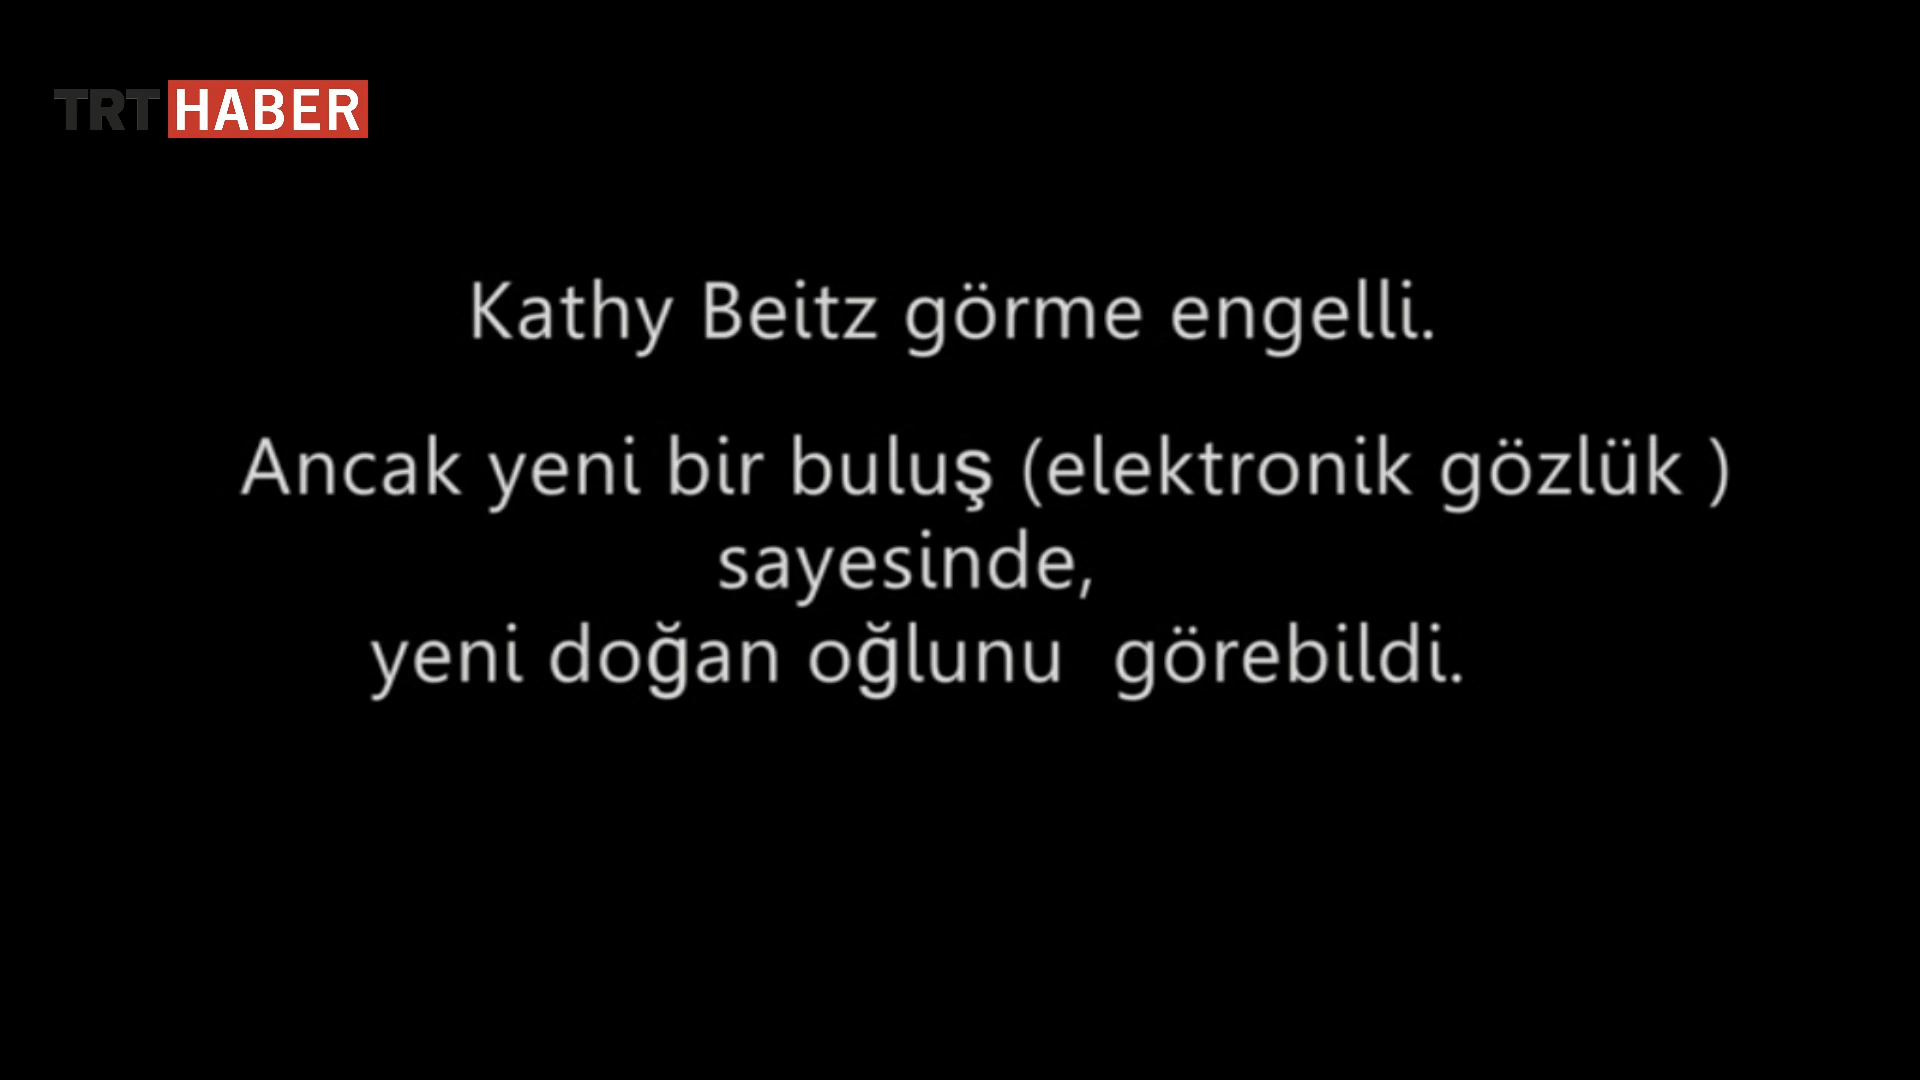 TRT HABER
Kathy Beitz görme engelli.
Ancak yeni bir buluş (elektronik gözlük )
sayesinde,
yeni doğan oğlunu  görebildi.